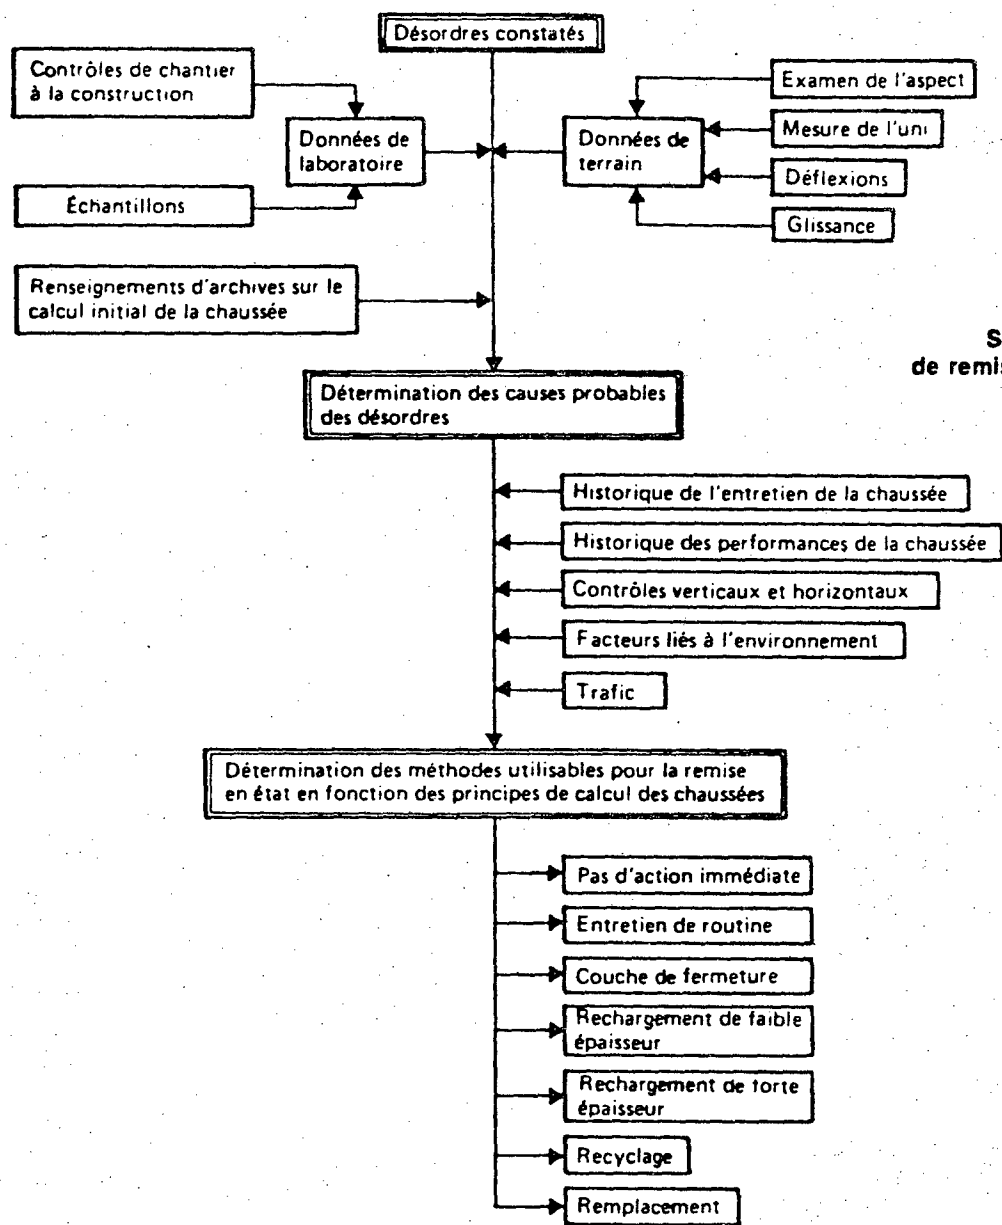 Désordres constatés
Contrôles de chantier
à la construction
Données de
laboratoire
Échantillons
Examen de l'aspect
Mesure de l'uni
Données de
terrain
Déflexions
Glissance
Renseignements d'archives sur le
calcul initial de la chaussée
S
de remis
Détermination des causes probables
des désordres
Historique de l'entretien de la chaussée
Historique des performances de la chaussée
Contrôles verticaux et horizontaux
Facteurs liés à l'environnement
Trafic
Détermination des méthodes utilisables pour la remise
en état en fonction des principes de calcul des chaussées
Pas d'action immédiate
Entretien de routine
Couche de fermeture
Rechargement de faible
épaisseur
Rechargement de forte
épaisseur
Recyclage
Remplacement